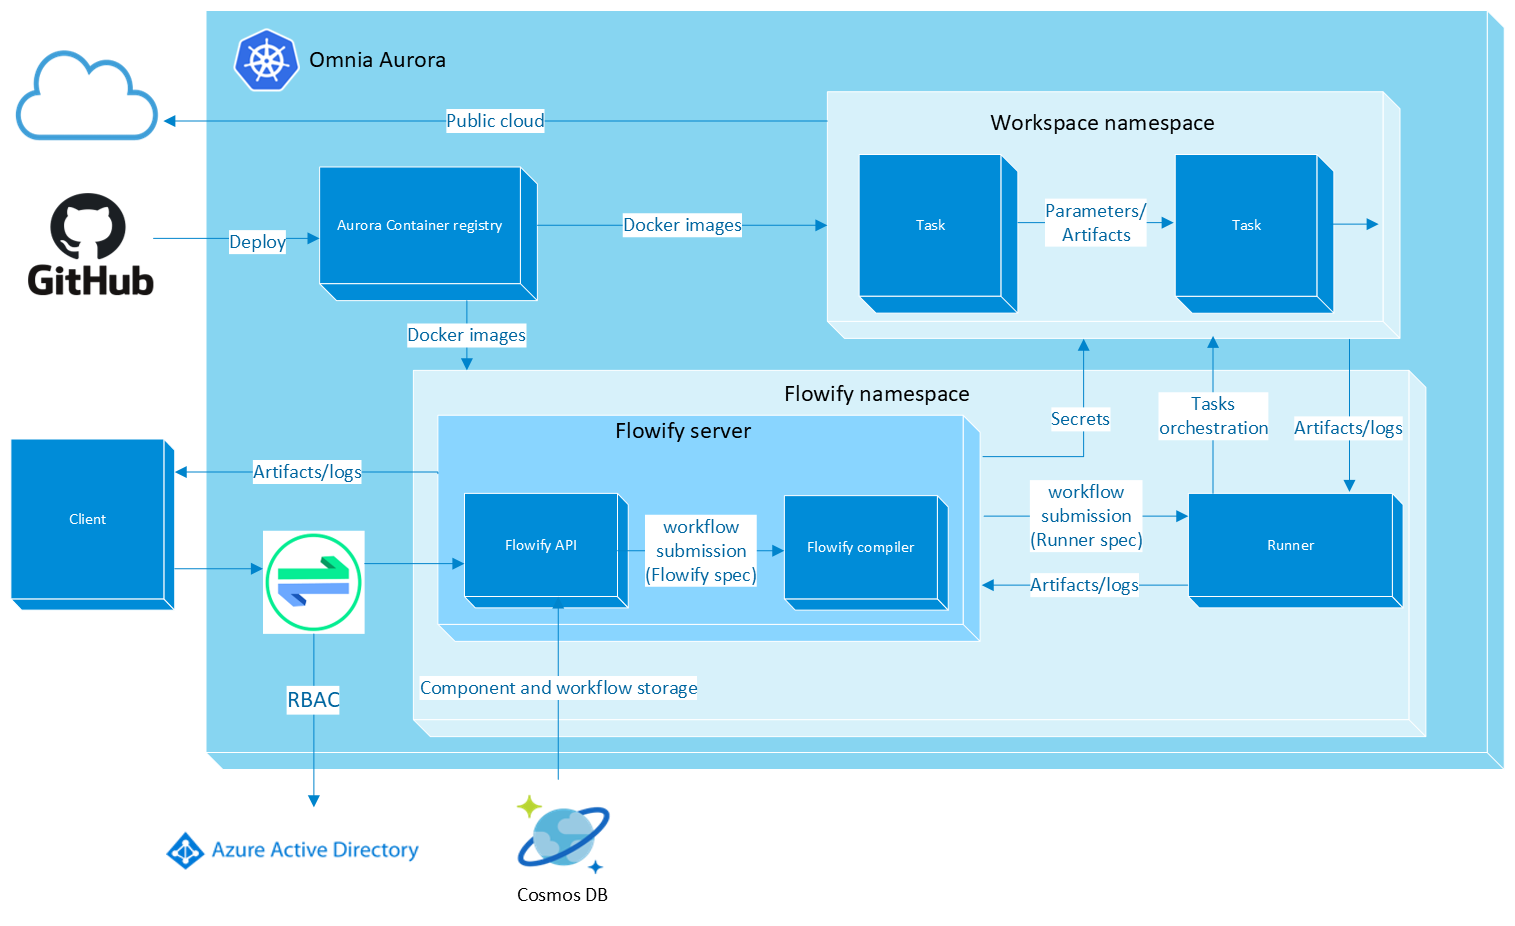 Omnia Aurora
Public cloud
Workspace namespace
GitHub
Deploy
Aurora Container registry
Docker images
Task
Parameters/
Artifacts
Task
Docker images
Flowify namespace
Flowify server
Secrets
Tasks
orchestration
Artifacts/logs
Client
Artifacts/logs
Flowify API
workflow
submission
(Flowify spec)
Flowify compiler
workflow
submission
(Runner spec)
Runner
Artifacts/logs
RBAC
Component and workflow storage
Azure Active Directory
Cosmos DB